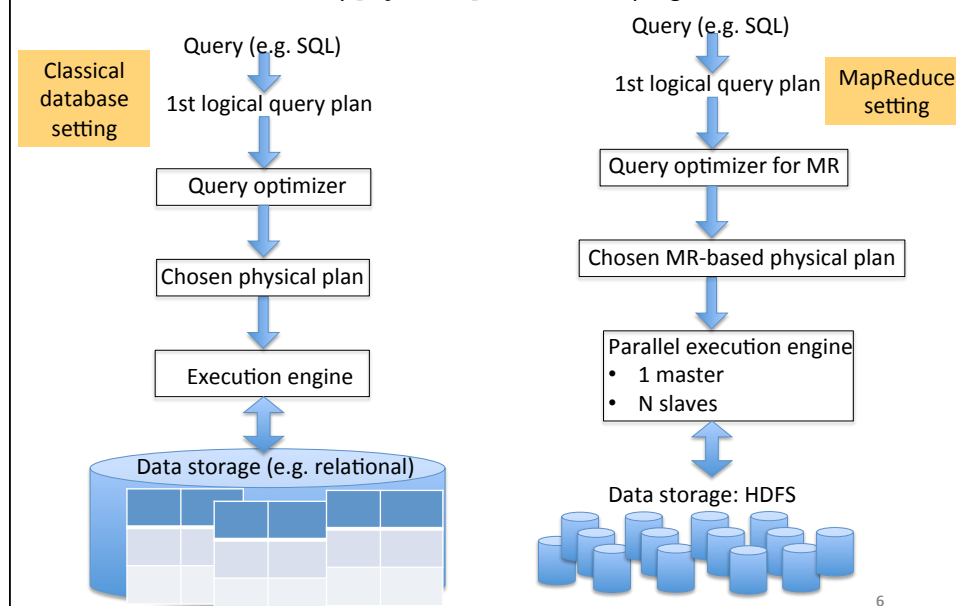 Query (e.g. SQL)
Classical
database
setting
1st logical query plan
Query optimizer
Chosen physical plan
Execution engine
Data storage (e.g. relational)
Query (e.g. SQL)
1st logical query plan
MapReduce
setting
Query optimizer for MR
Chosen MR-based physical plan
Parallel execution engine
• 1 master
• N slaves
Data storage: HDFS
6